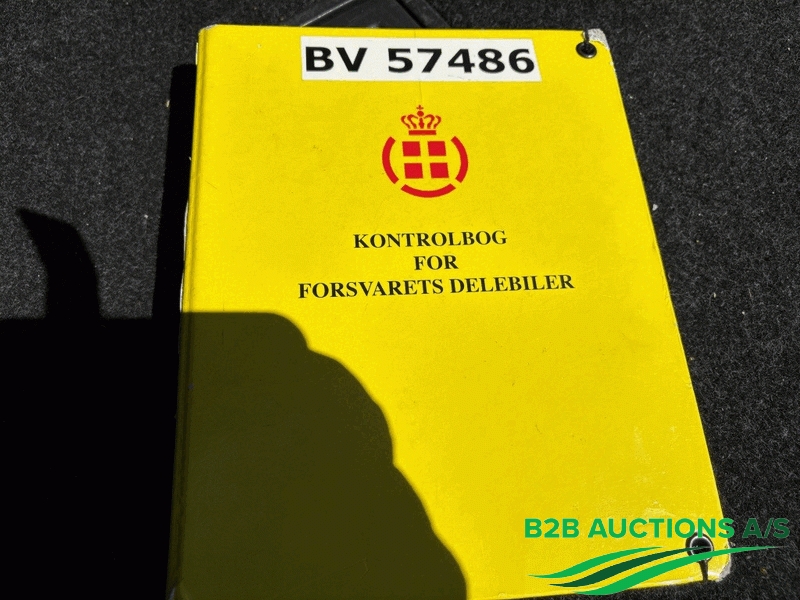 BV 57486
KONTROLBOG
FOR
FORSVARETS DELEBILER
B2B AUCTIONS A/S